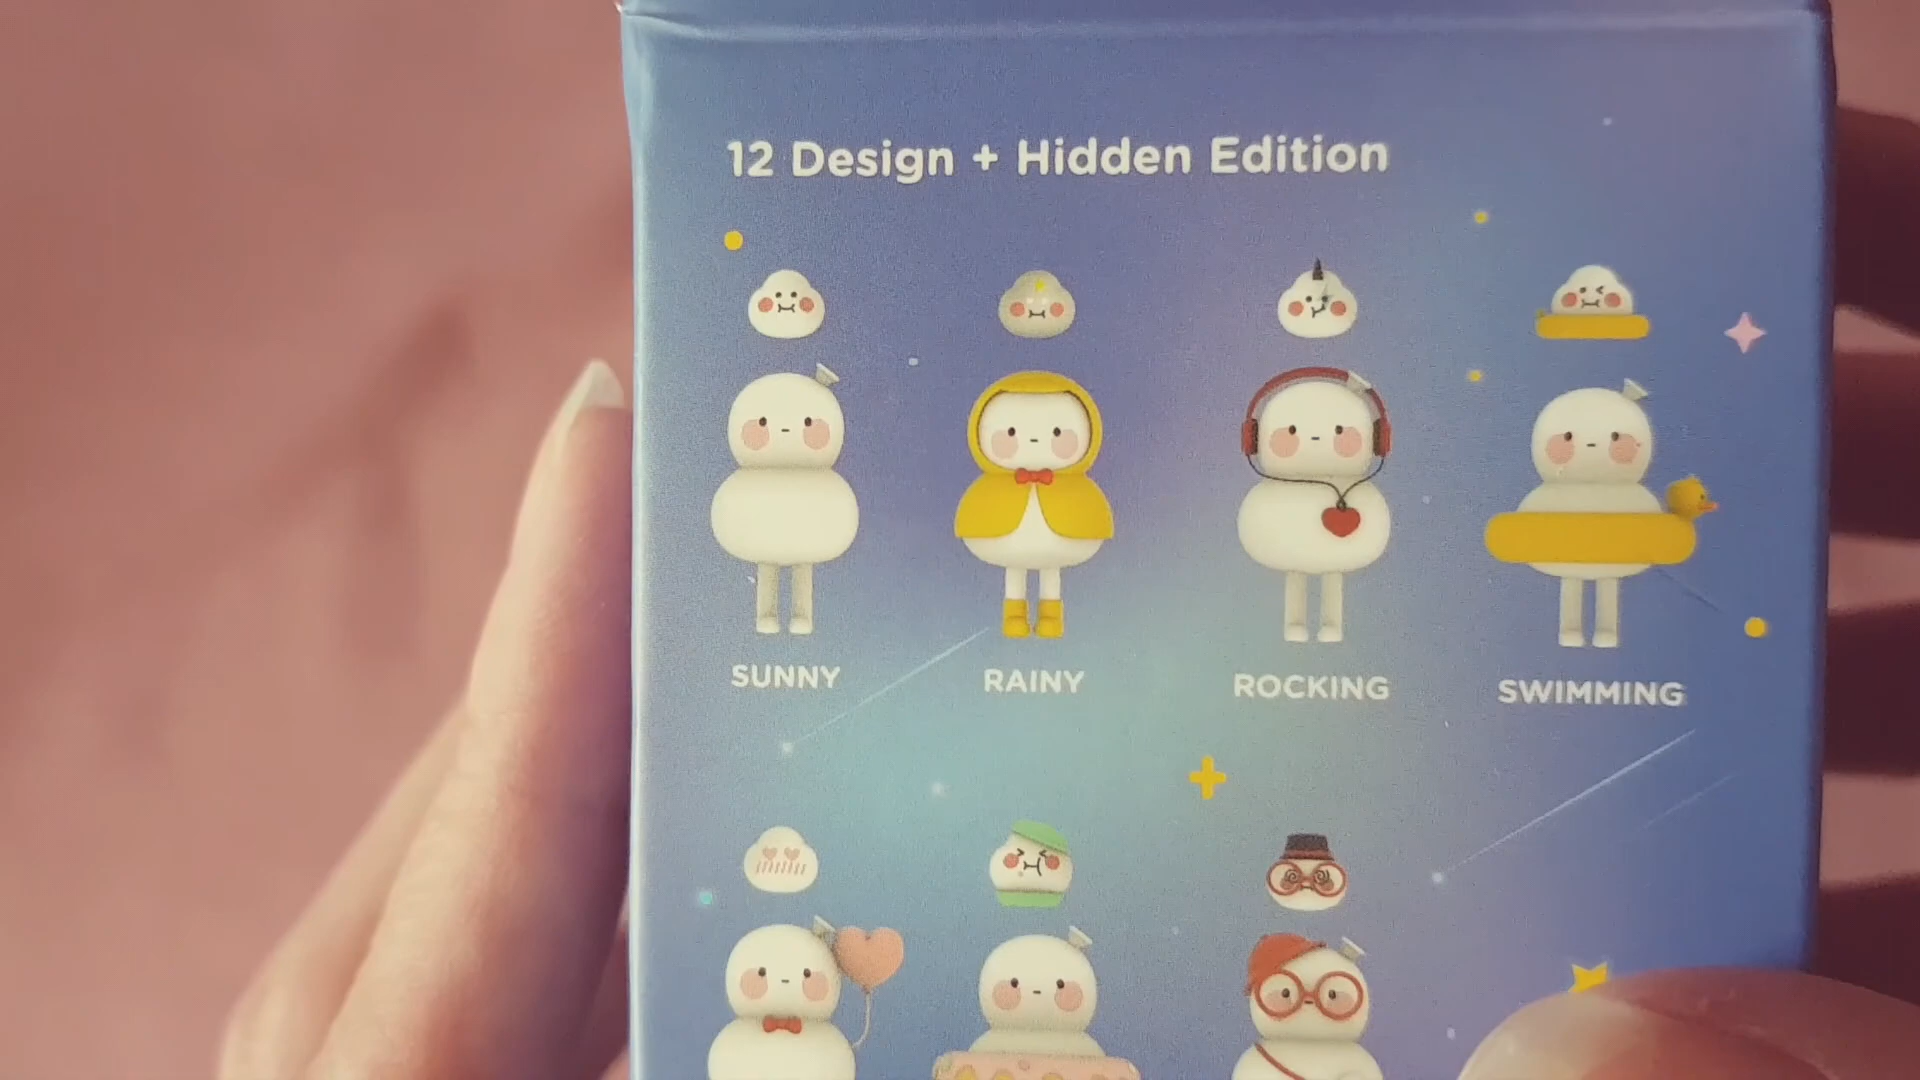 12 Design + Hidden Edition
SUNNY
RAINY
ROCKING
SWIMMING